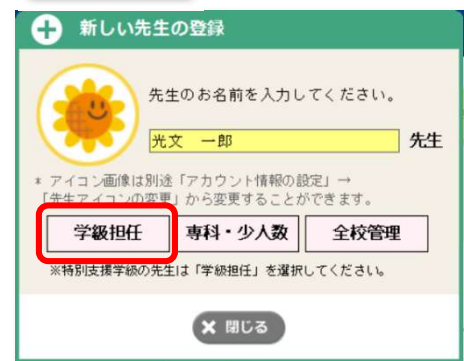 新しい先生の登録
先生のお名前を入力してください。
光文　一郎 先生
* アイコン画像は別途「アカウント情報の設定」→
「先生アイコンの変更」から変更することができます。
学級担任 専科・少人数 全校管理
※特別支援学級の先生は「学級担任」を選択してください。
× 閉じる